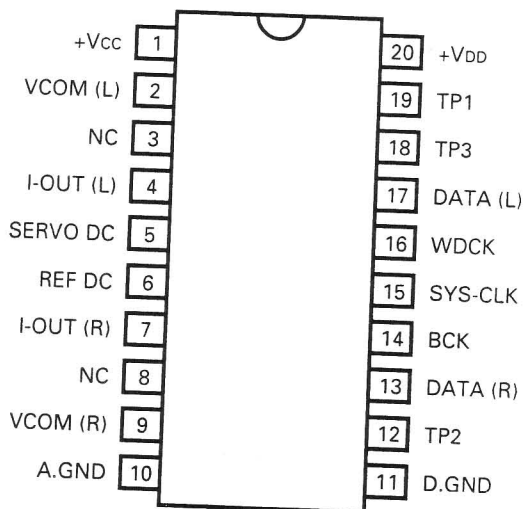 +VCC 1
VCOM (L) 2
NC 3
I-OUT (L) 4
SERVO DC 5
REF DC 6
I-OUT (R) 7
NC 8
VCOM (R) 9
A.GND 10
20 +VDD
19 TP1
18 TP3
17 DATA (L)
16 WDCK
15 SYS-CLK
14 BCK
13 DATA (R)
12 TP2
11 D.GND